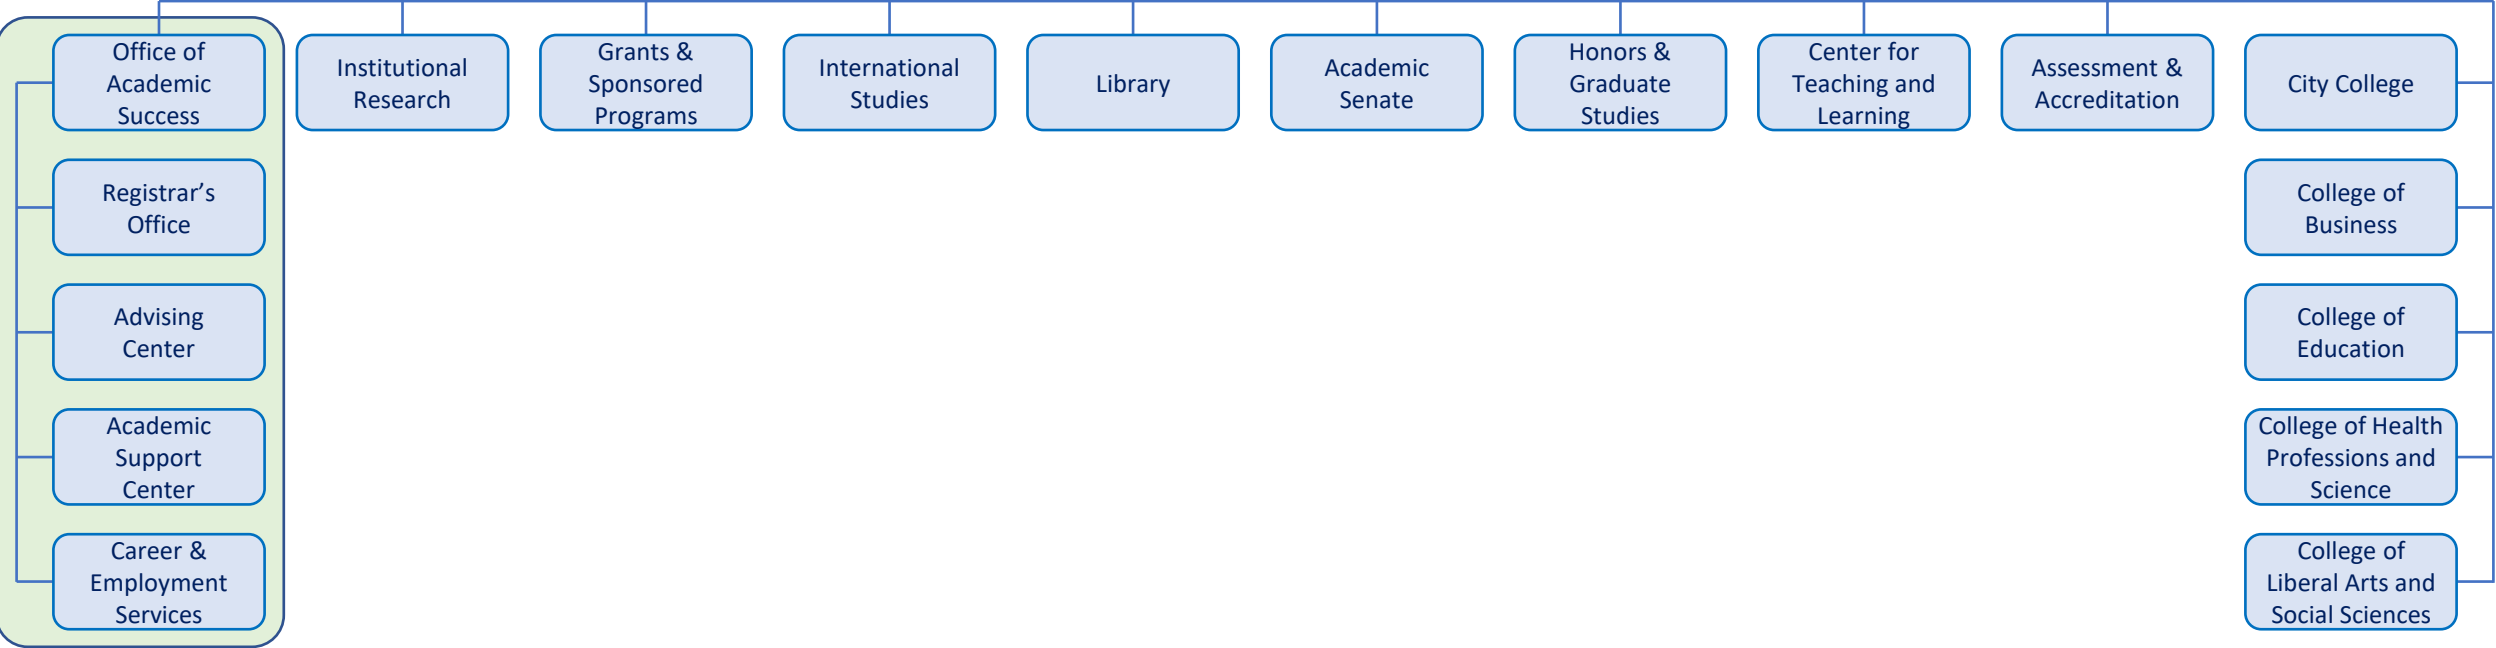 Office of
Academic
Success
Institutional
Research
Grants &
Sponsored
Programs
International
Studies
Library
Academic
Senate
Honors &
Graduate
Studies
Center for
Teaching and
Learning
Assessment &
Accreditation
City College
Registrar’s
Office
College of
Business
Advising
Center
College of
Education
Academic
Support
Center
College of Health
Professions and
Science
Career &
Employment
Services
College of
Liberal Arts and
Social Sciences